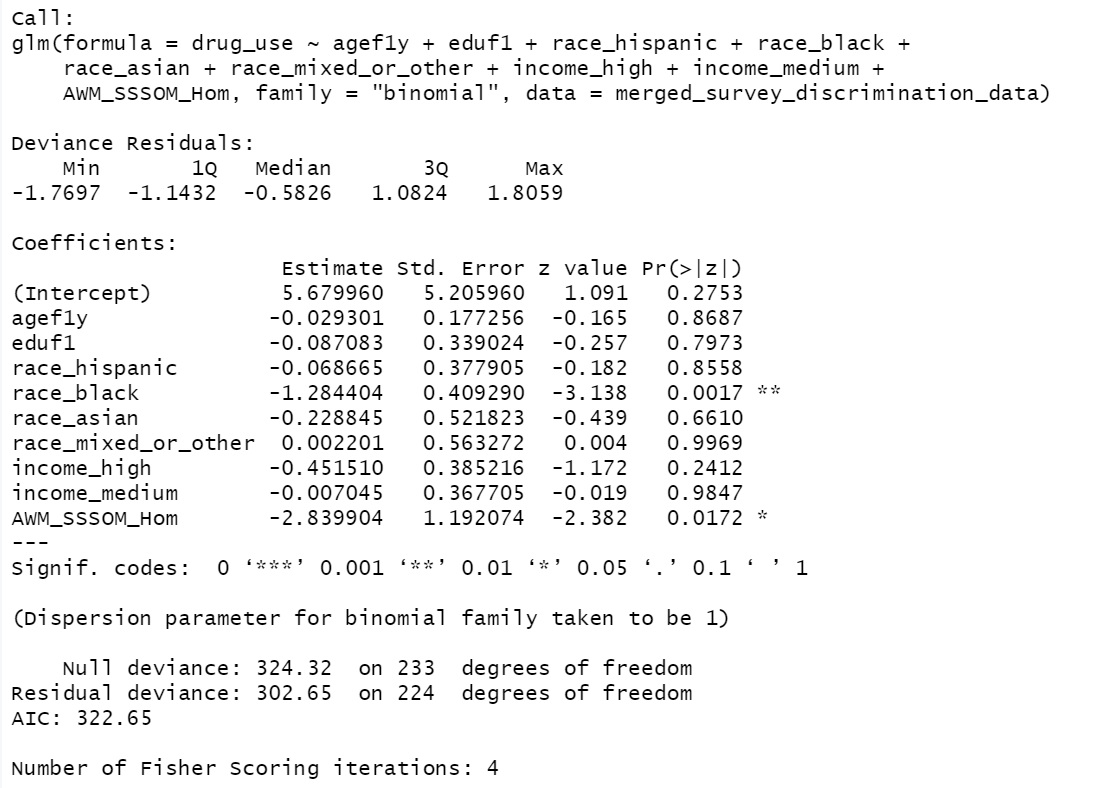 Call:
glm(formula = drug_use ~ agef1y + eduf1 + race_hispanic + race_black +
    race_asian + race_mixed_or_other + income_high + income_medium +
    AWM_SSSOM_Hom, family = "binomial", data = merged_survey_discrimination_data)

Deviance Residuals:
    Min       1Q   Median       3Q      Max
-1.7697  -1.1432  -0.5826   1.0824   1.8059

Coefficients:
                     Estimate Std. Error z value Pr(>|z|)
(Intercept)          5.679960   5.205960   1.091   0.2753
agef1y              -0.029301   0.177256  -0.165   0.8687
eduf1               -0.087083   0.339024  -0.257   0.7973
race_hispanic       -0.068665   0.377905  -0.182   0.8558
race_black          -1.284404   0.409290  -3.138   0.0017 **
race_asian          -0.228845   0.521823  -0.439   0.6610
race_mixed_or_other  0.002201   0.563272   0.004   0.9969
income_high         -0.451510   0.385216  -1.172   0.2412
income_medium       -0.007045   0.367705  -0.019   0.9847
AWM_SSSOM_Hom       -2.839904   1.192074  -2.382   0.0172 *
---
Signif. codes:  0 ‘***’ 0.001 ‘**’ 0.01 ‘*’ 0.05 ‘.’ 0.1 ‘ ’ 1

(Dispersion parameter for binomial family taken to be 1)

    Null deviance: 324.32  on 233  degrees of freedom
Residual deviance: 302.65  on 224  degrees of freedom
AIC: 322.65

Number of Fisher Scoring iterations: 4